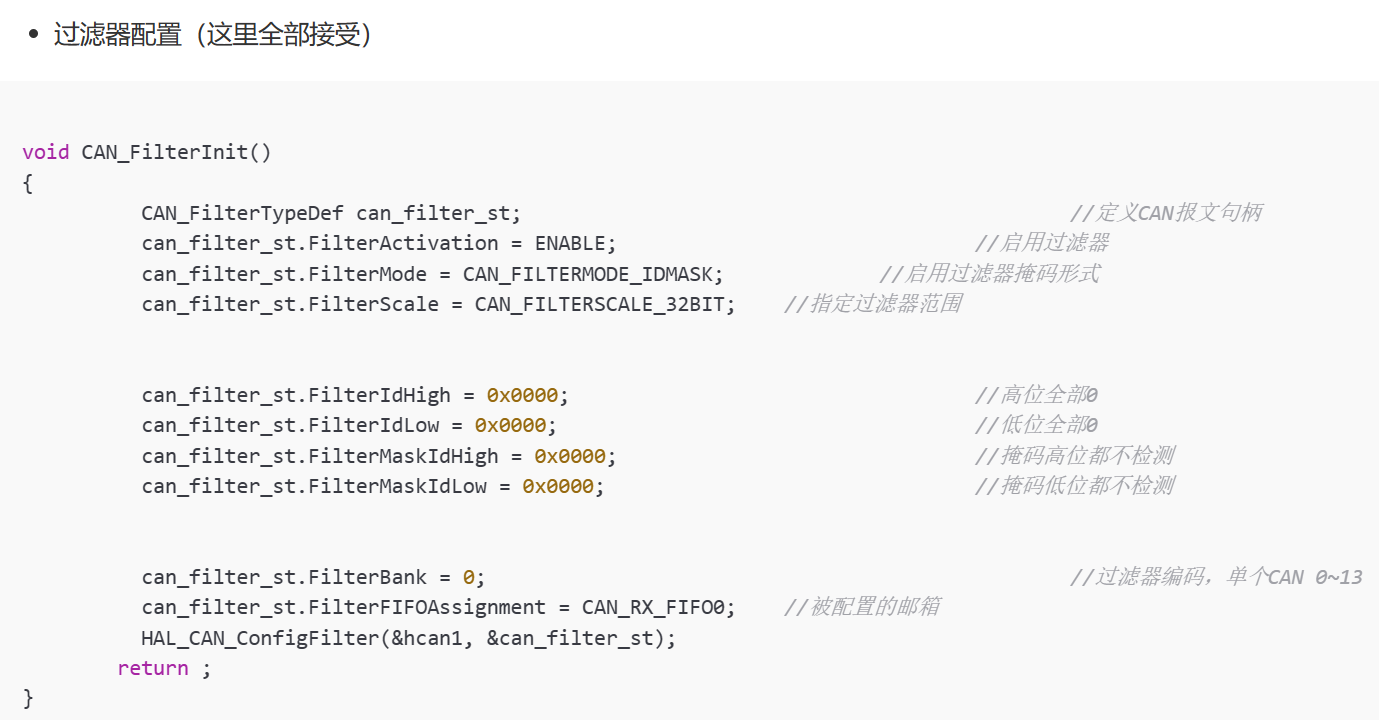 • 过滤器配置（这里全部接受）
void CAN_FilterInit()
{
CAN_FilterTypeDef can_filter_st; //定义CAN报文句柄
can_filter_st.FilterActivation = ENABLE; //启用过滤器
can_filter_st.FilterMode = CAN_FILTERMODE_IDMASK; //启用过滤器掩码形式
can_filter_st.FilterScale = CAN_FILTERSCALE_32BIT; //指定过滤器范围
can_filter_st.FilterIdHigh = 0x0000; //高位全部0
can_filter_st.FilterIdLow = 0x0000; //低位全部0
can_filter_st.FilterMaskIdHigh = 0x0000; //掩码高位都不检测
can_filter_st.FilterMaskIdLow = 0x0000; //掩码低位都不检测
can_filter_st.FilterBank = 0; //过滤器编码，单个CAN 0~13
can_filter_st.FilterFIFOAssignment = CAN_RX_FIFO0; //被配置的邮箱
HAL_CAN_ConfigFilter(&hcan1, &can_filter_st);
return ;
}